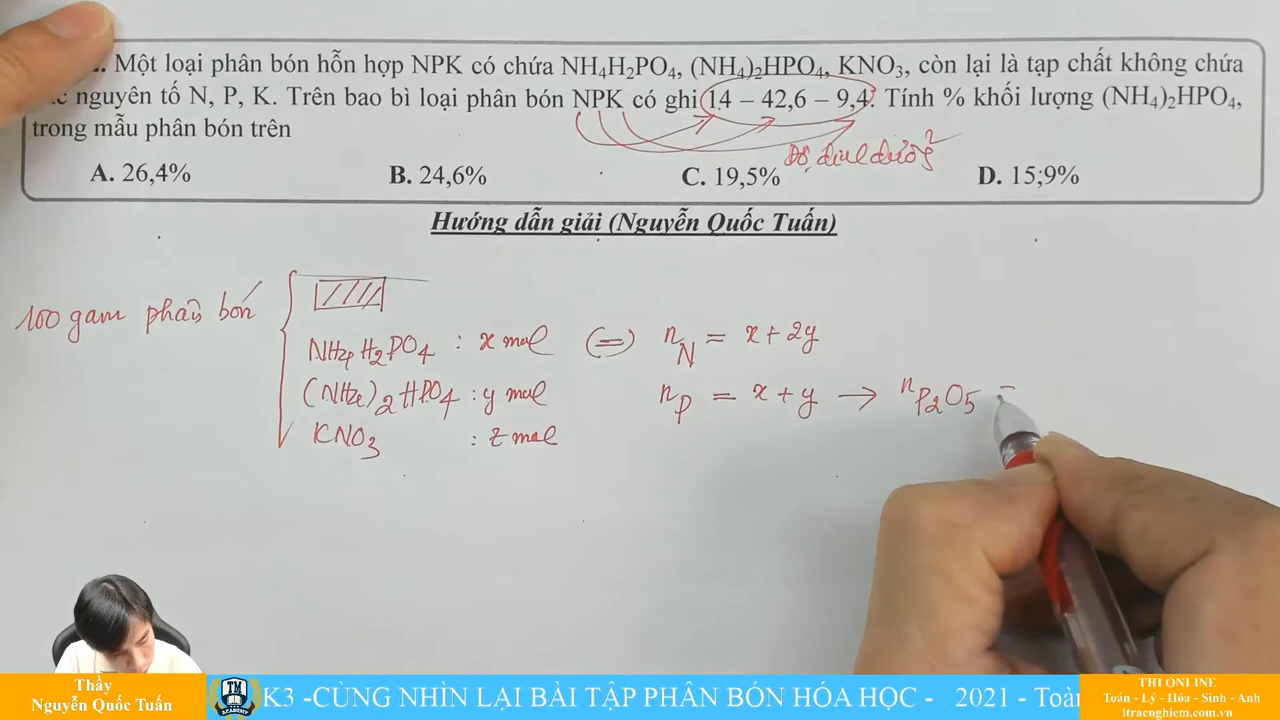 Một loại phân bón hỗn hợp NPK có chứa NH₄H₂PO₄, (NH₄)₂HPO₄, KNO₃, còn lại là tạp chất không chứa
nguyên tố N, P, K. Trên bao bì loại phân bón NPK có ghi 14 – 42,6 – 9,4. Tính % khối lượng (NH₄)₂HPO₄,
trong mẫu phân bón trên
Độ dinh dưỡng
A. 26,4% B. 24,6% C. 19,5% D. 15;9%
Hướng dẫn giải (Nguyễn Quốc Tuấn)
100 gam phân bón
NH₄H₂PO₄ : x mol (=) nN = x + 2y
(NH₄)₂HPO₄ : y mol nP = x + y → nP₂O₅ =
KNO₃ : z mol
Thầy
Nguyễn Quốc Tuấn
TM
ACADEMY
K3 -CÙNG NHÌN LẠI BÀI TẬP PHÂN BÓN HÓA HỌC - 2021 - Toàn
THI ONLINE
Toán - Lý - Hóa - Sinh - Anh
itracnghiem.com.vn